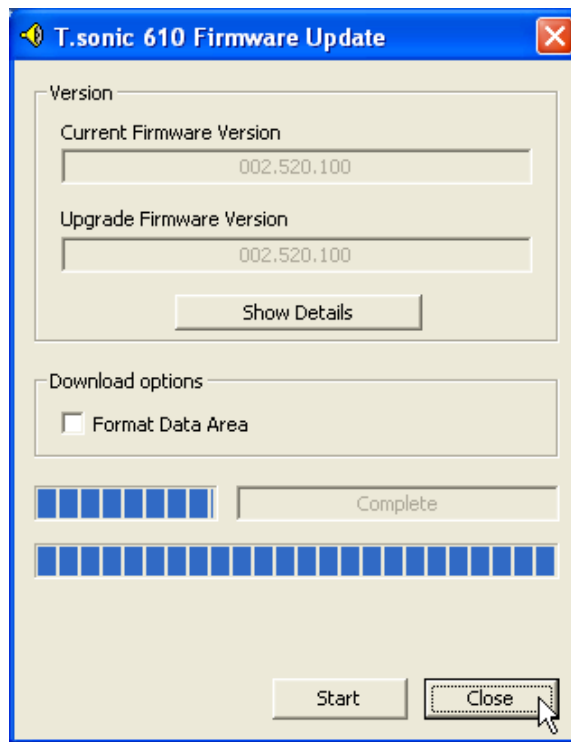 T.sonic 610 Firmware Update
Version
Current Firmware Version
002.520.100
Upgrade Firmware Version
002.520.100
Show Details
Download options
Format Data Area
Complete
Start
Close